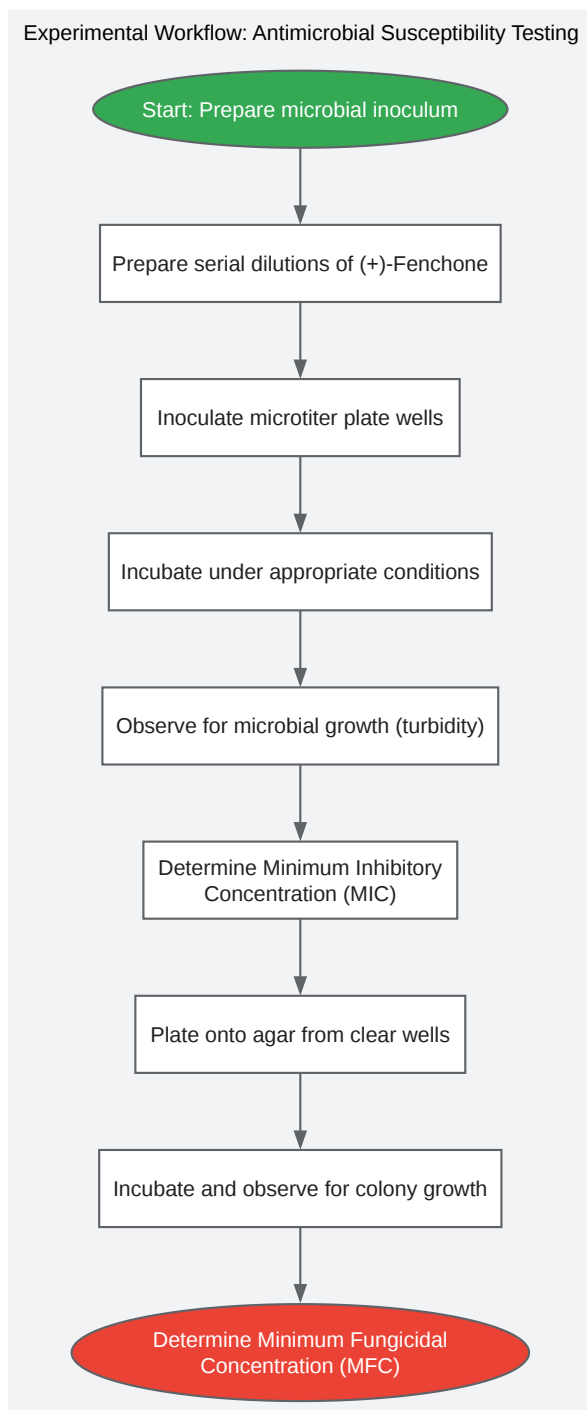 Experimental Workflow: Antimicrobial Susceptibility Testing
Start: Prepare microbial inoculum
Prepare serial dilutions of (+)-Fenchone
Inoculate microtiter plate wells
Incubate under appropriate conditions
Observe for microbial growth (turbidity)
Determine Minimum Inhibitory
Concentration (MIC)
Plate onto agar from clear wells
Incubate and observe for colony growth
Determine Minimum Fungicidal
Concentration (MFC)